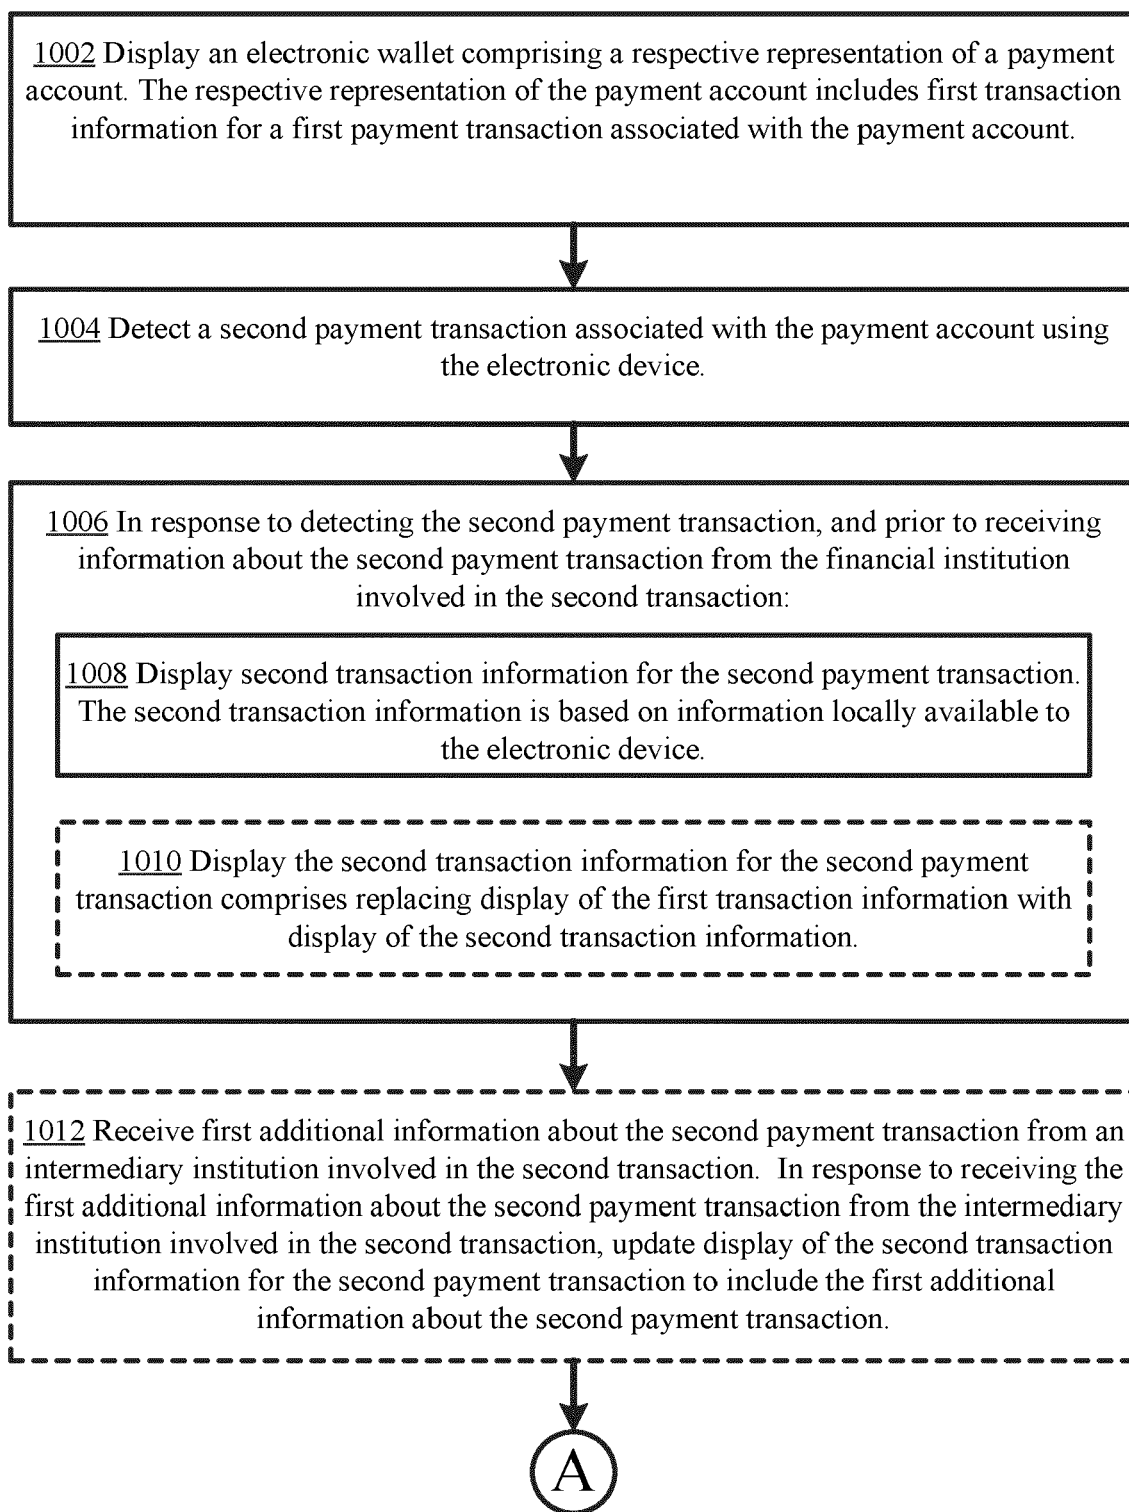 1002 Display an electronic wallet comprising a respective representation of a payment
account. The respective representation of the payment account includes first transaction
information for a first payment transaction associated with the payment account.
1004 Detect a second payment transaction associated with the payment account using
the electronic device.
1006 In response to detecting the second payment transaction, and prior to receiving
information about the second payment transaction from the financial institution
involved in the second transaction:
1008 Display second transaction information for the second payment transaction.
The second transaction information is based on information locally available to
the electronic device.
1010 Display the second transaction information for the second payment
transaction comprises replacing display of the first transaction information with
display of the second transaction information.
1012 Receive first additional information about the second payment transaction from an
intermediary institution involved in the second transaction.  In response to receiving the
first additional information about the second payment transaction from the intermediary
institution involved in the second transaction, update display of the second transaction
information for the second payment transaction to include the first additional
information about the second payment transaction.
A